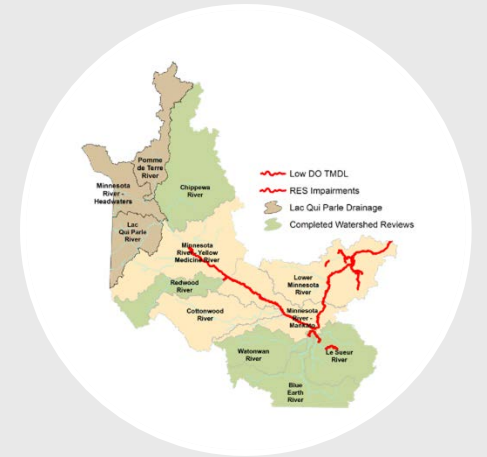 Pomme
de Terre
River
Minnesota
River -
Headwaters
Chippewa
River
Low DO TMDL
RES Impairments
Lac Qui Parle Drainage
Completed Watershed Reviews
Lac
Qui Parle
River
Minnesota
River - Yellow
Medicine River
Redwood
River
Lower
Minnesota
River
Cottonwood
River
Minnesota
River -
Mankato
Watonwan
River
Le Sueur
River
Blue
Earth
River